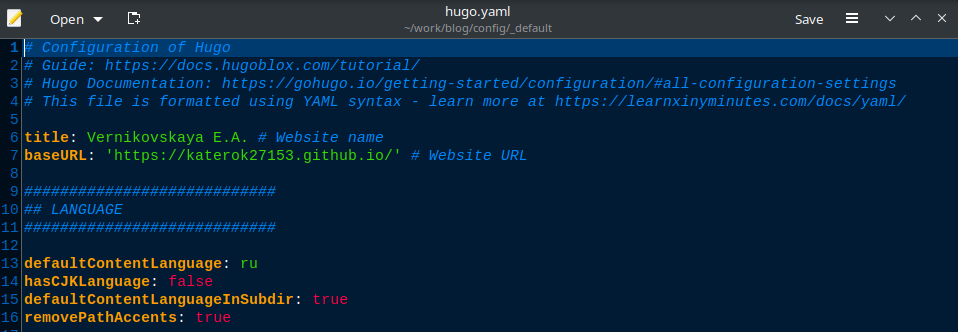 Open
hugo.yaml
~/work/blog/config/_default
Save
1 # Configuration of Hugo
2 # Guide: https://docs.hugoblox.com/tutorial/
3 # Hugo Documentation: https://gohugo.io/getting-started/configuration/#all-configuration-settings
4 # This file is formatted using YAML syntax - learn more at https://learnxinyminutes.com/docs/yaml/
5
6 title: Vernikovskaya E.A. # Website name
7 baseURL: 'https://katerok27153.github.io/' # Website URL
8
9 ############################
10 ## LANGUAGE
11 ############################
12
13 defaultContentLanguage: ru
14 hasCJKLanguage: false
15 defaultContentLanguageInSubdir: true
16 removePathAccents: true